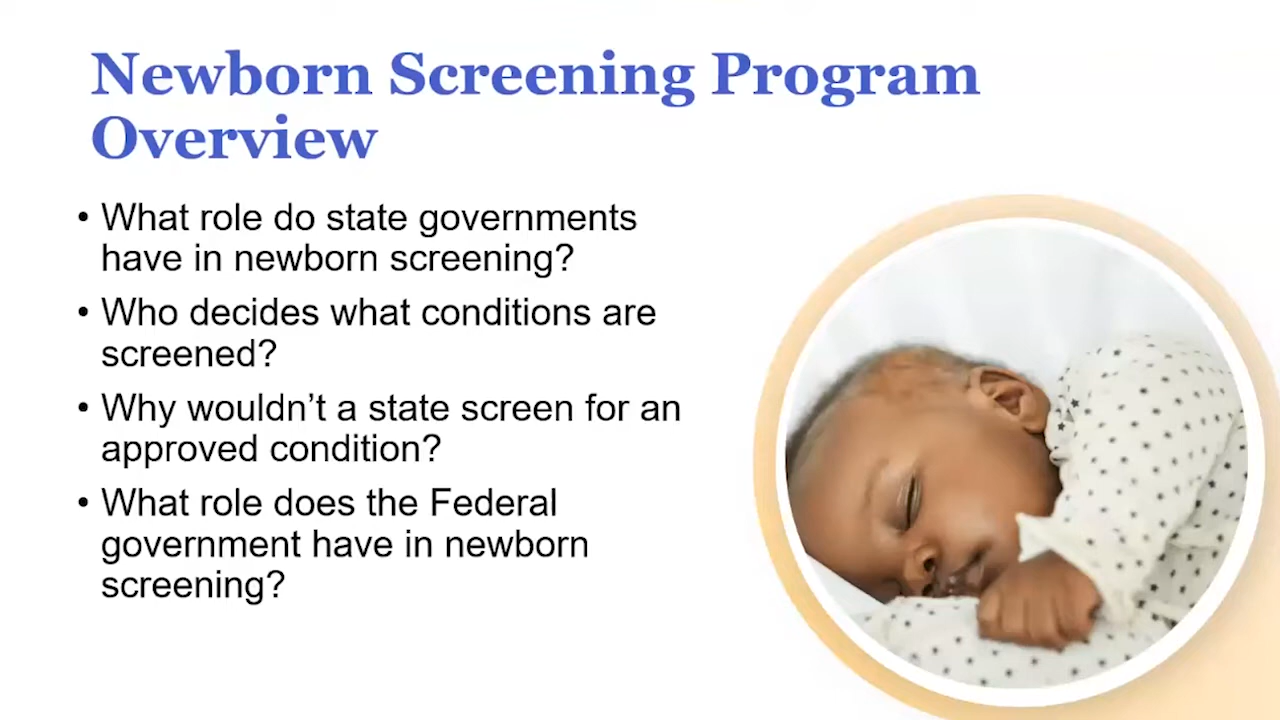 Newborn Screening Program
Overview
• What role do state governments
have in newborn screening?
• Who decides what conditions are
screened?
• Why wouldn’t a state screen for an
approved condition?
• What role does the Federal
government have in newborn
screening?